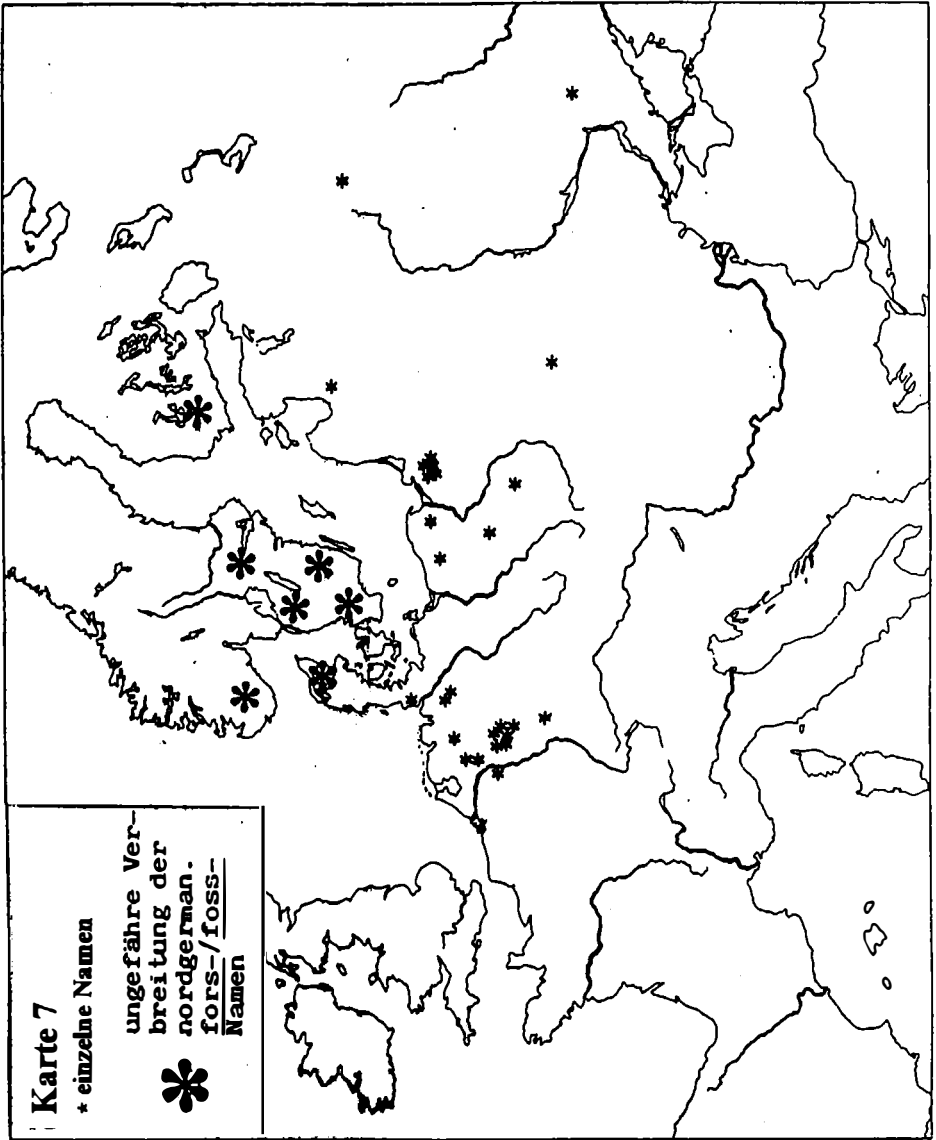 Karte 7
* einzelne Namen
ungefähre Ver-
breitung der
nordgerman.
fors-/foss-
Namen